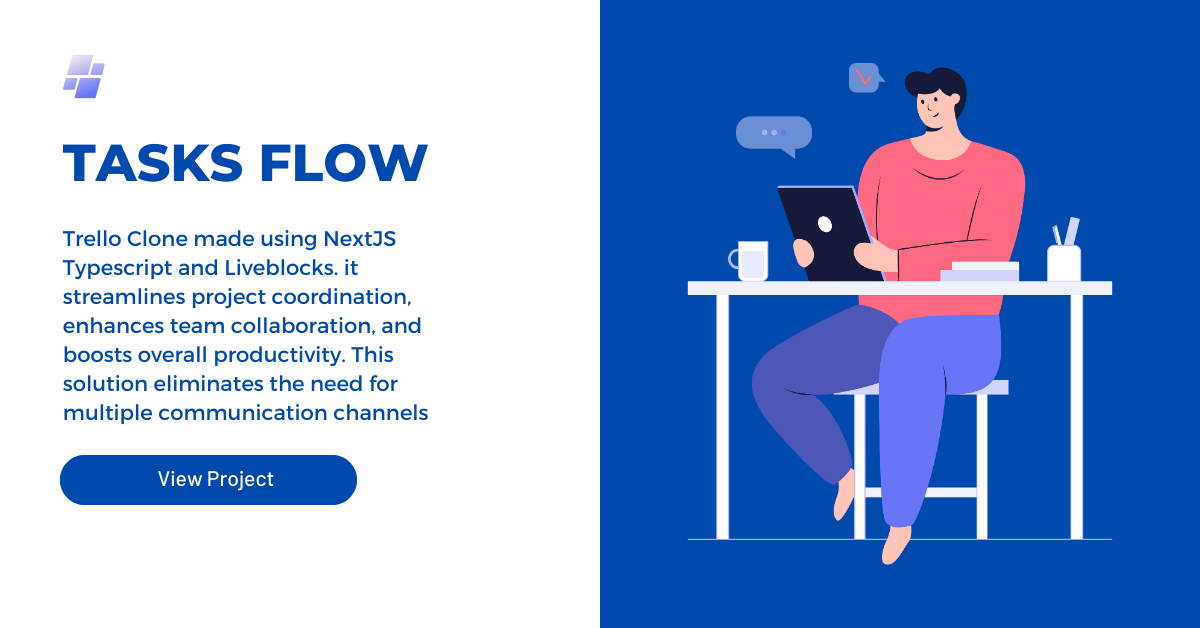 TASKS FLOW
Trello Clone made using NextJS
Typescript and Liveblocks. it
streamlines project coordination,
enhances team collaboration, and
boosts overall productivity. This
solution eliminates the need for
multiple communication channels
View Project